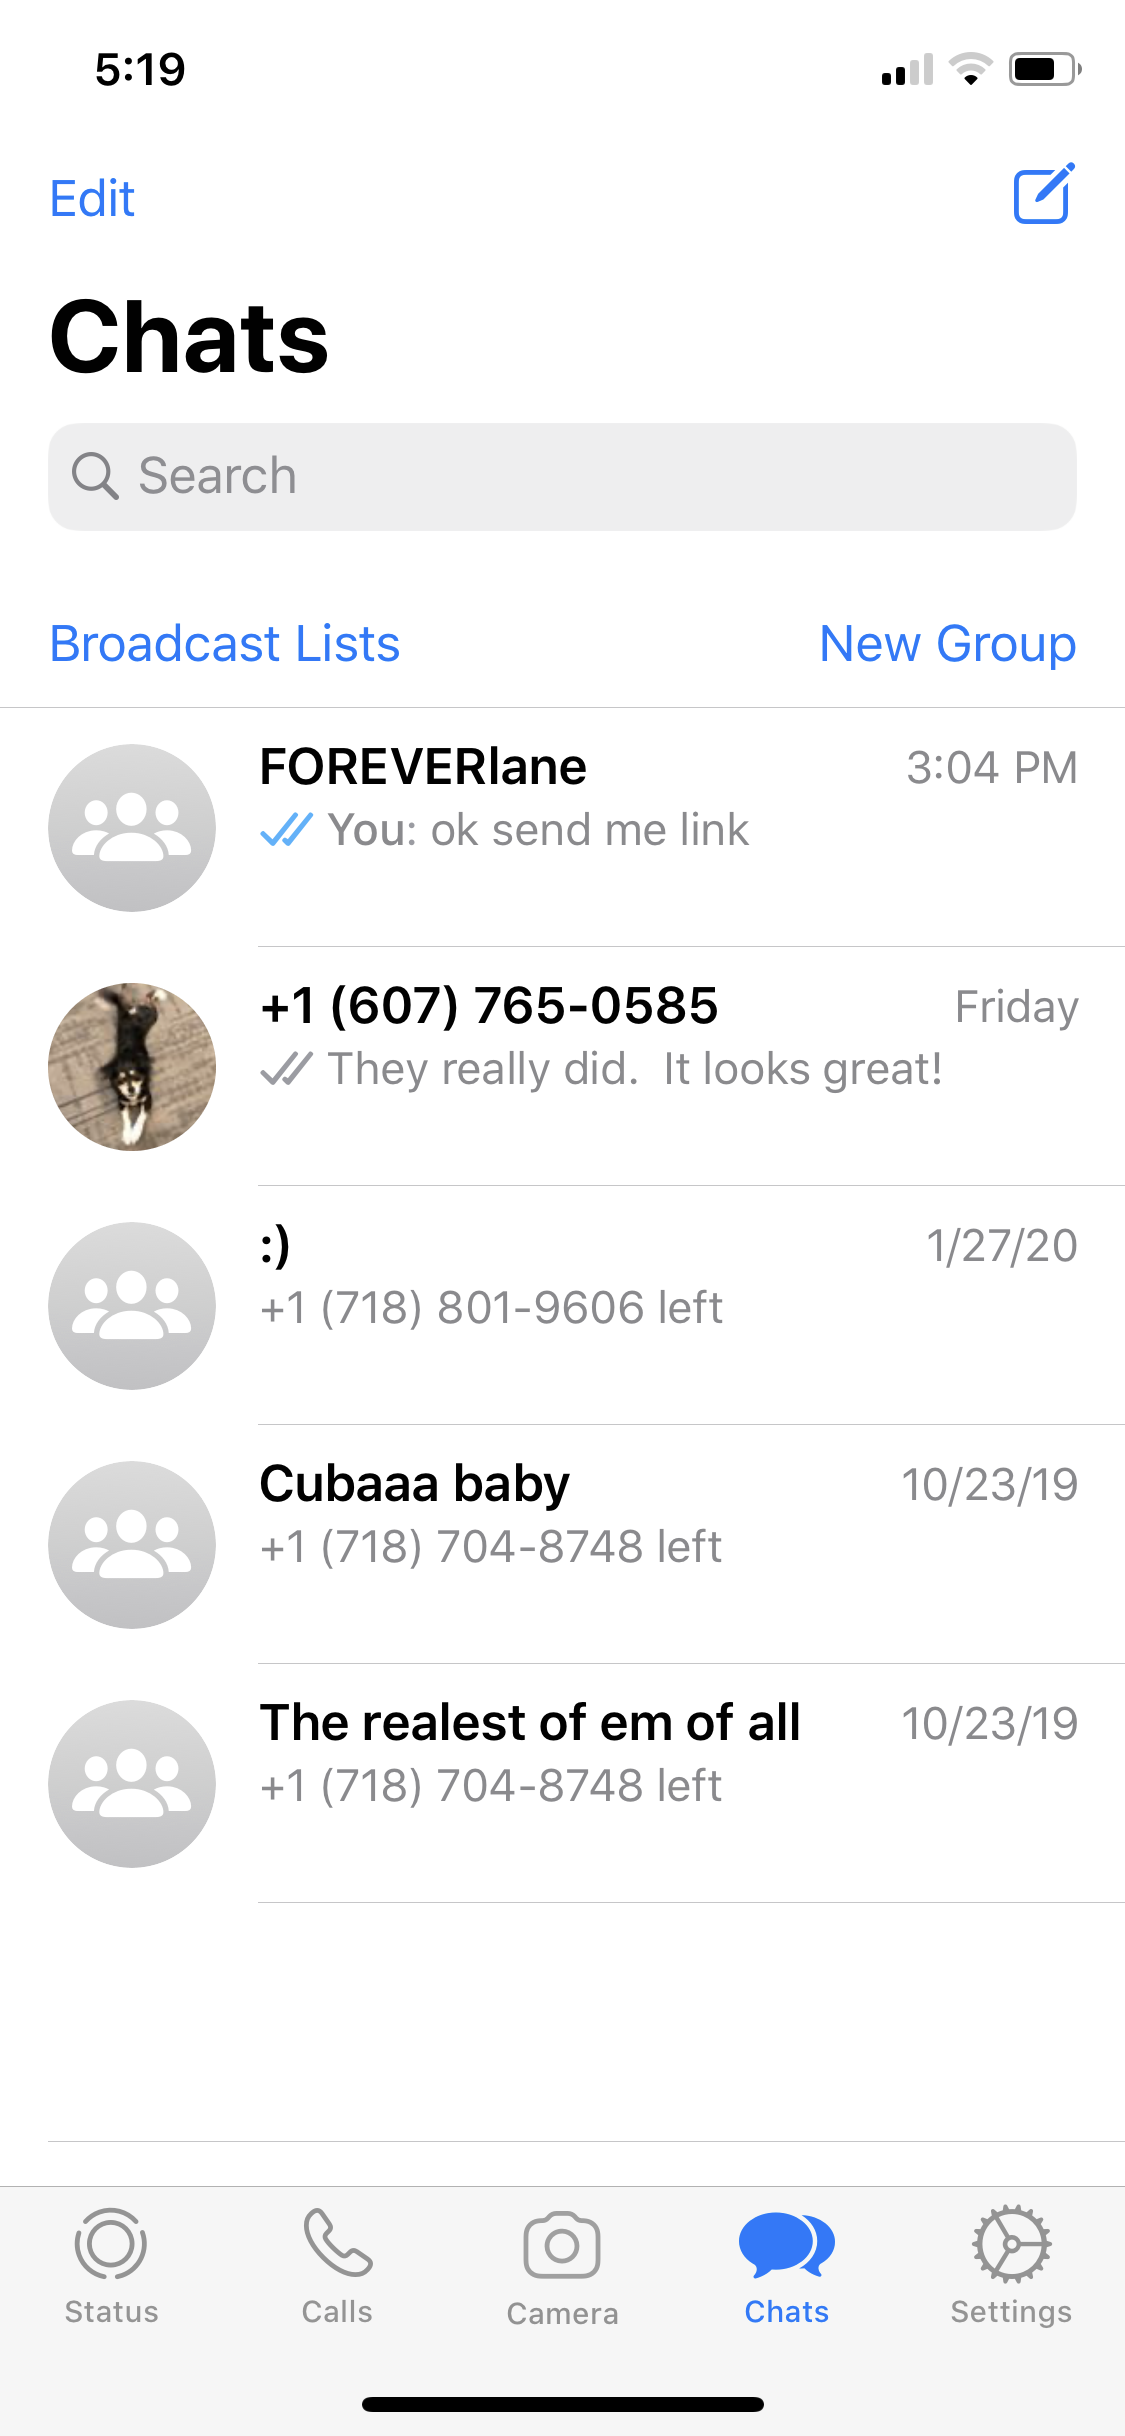 5:19
Edit
Chats
Search
Broadcast Lists New Group
FOREVERlane 3:04 PM
You: ok send me link
+1 (607) 765-0585 Friday
They really did.  It looks great!
:) 1/27/20
+1 (718) 801-9606 left
Cubaaa baby 10/23/19
+1 (718) 704-8748 left
The realest of em of all 10/23/19
+1 (718) 704-8748 left
Status Calls Camera Chats Settings